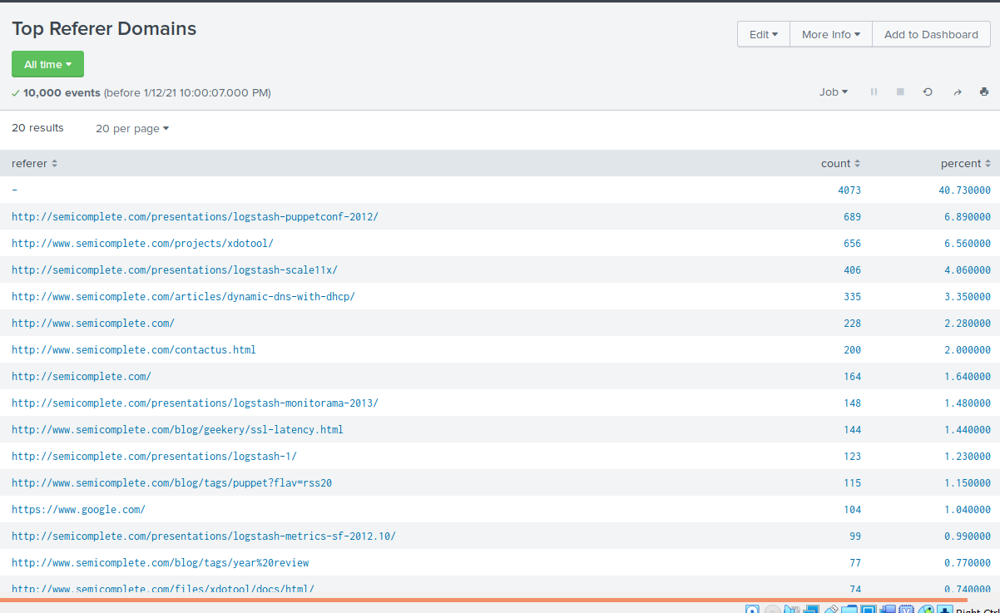 Top Referer Domains
Edit More Info Add to Dashboard
All time
10,000 events (before 1/12/21 10:00:07.000 PM)
Job
20 results 20 per page
referer count percent
- 4073 40.730000
http://semicomplete.com/presentations/logstash-puppetconf-2012/ 689 6.890000
http://www.semicomplete.com/projects/xdotool/ 656 6.560000
http://semicomplete.com/presentations/logstash-scale11x/ 406 4.060000
http://www.semicomplete.com/articles/dynamic-dns-with-dhcp/ 335 3.350000
http://www.semicomplete.com/ 228 2.280000
http://www.semicomplete.com/contactus.html 200 2.000000
http://semicomplete.com/ 164 1.640000
http://semicomplete.com/presentations/logstash-monitorama-2013/ 148 1.480000
http://www.semicomplete.com/blog/geekery/ssl-latency.html 144 1.440000
http://semicomplete.com/presentations/logstash-1/ 123 1.230000
http://www.semicomplete.com/blog/tags/puppet?flav=rss20 115 1.150000
https://www.google.com/ 104 1.040000
http://semicomplete.com/presentations/logstash-metrics-sf-2012.10/ 99 0.990000
http://www.semicomplete.com/blog/tags/year%20review 77 0.770000
http://www.semicomplete.com/files/xdotool/docs/html/ 74 0.740000
Right Ctrl